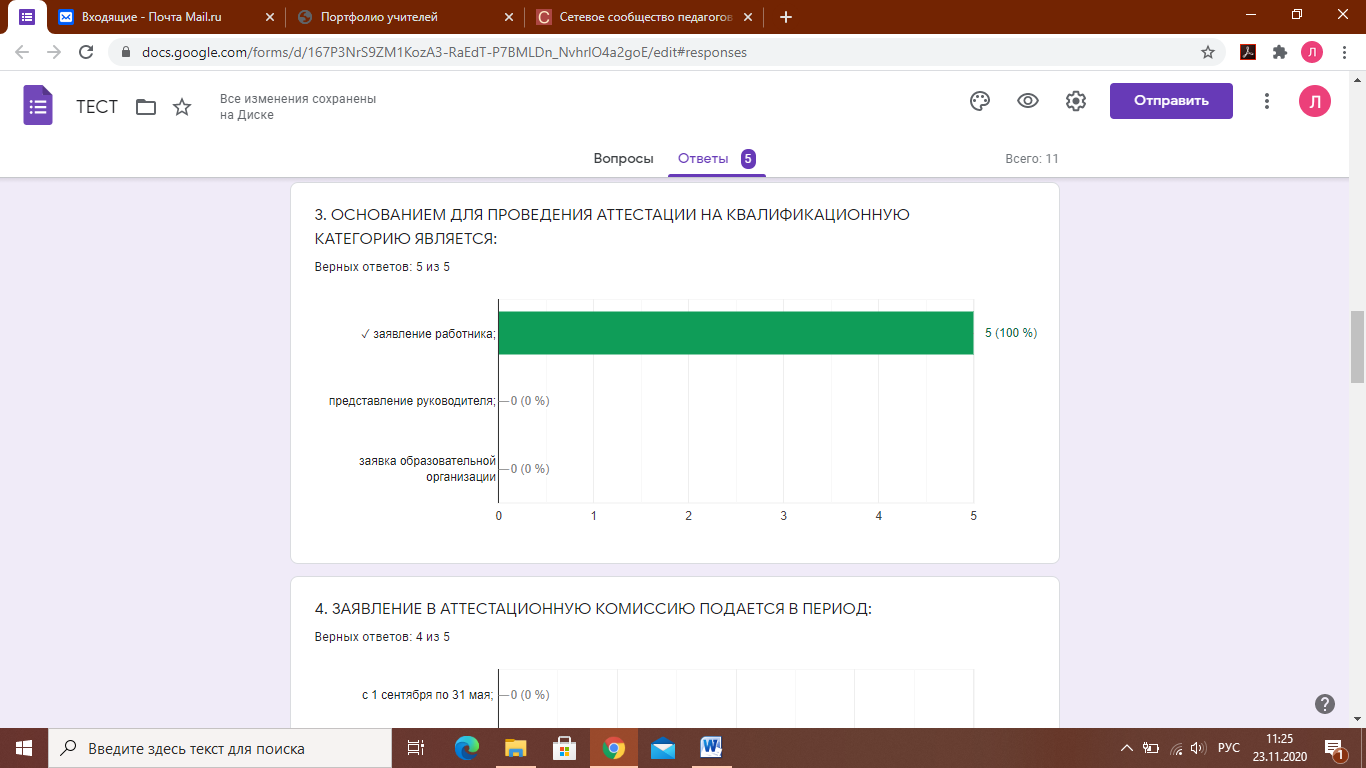 Входящие - Почта Mail.ru
Портфолио учителей
Сетевое сообщество педагогов
docs.google.com/forms/d/167P3NrS9ZM1KozA3-RaEdT-P7BMLDn_NvhrlO4a2goE/edit#responses
Л
ТЕСТ
Все изменения сохранены
на Диске
Отправить
Л
Вопросы
Ответы 5
Всего: 11
3. ОСНОВАНИЕМ ДЛЯ ПРОВЕДЕНИЯ АТТЕСТАЦИИ НА КВАЛИФИКАЦИОННУЮ
КАТЕГОРИЮ ЯВЛЯЕТСЯ:
Верных ответов: 5 из 5
✓ заявление работника;
5 (100 %)
представление руководителя;
0 (0 %)
заявка образовательной
организации
0 (0 %)
0 1 2 3 4 5
4. ЗАЯВЛЕНИЕ В АТТЕСТАЦИОННУЮ КОМИССИЮ ПОДАЕТСЯ В ПЕРИОД:
Верных ответов: 4 из 5
с 1 сентября по 31 мая;
0 (0 %)
Введите здесь текст для поиска
РУС
11:25
23.11.2020
1